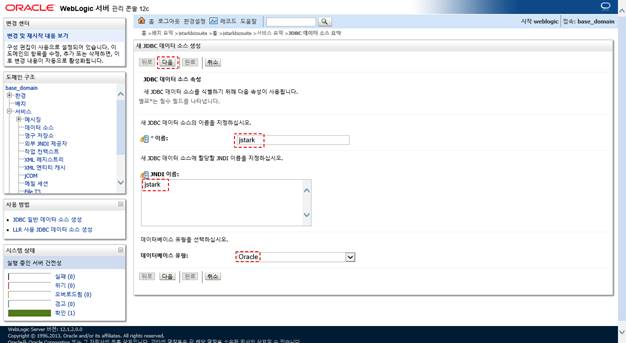 ORACLE WebLogic 서버 관리 콘솔 12c
변경 센터
변경 및 재시작 내용 보기
구성 편집이 사용으로 설정되어 있습니다. 이
도메인의 항목을 수정, 추가 또는 삭제하면, 이
후 변경 내용이 자동으로 활성화됩니다.
도메인 구조
base_domain
환경
배치
서비스
메시징
데이터 소스
영구 저장소
외부 JNDI 제공자
작업 컨텍스트
XML 레지스트리
XML 엔티티 캐시
jCOM
메일 세션
File T3
사용 방법
JDBC 일반 데이터 소스 생성
LLR 사용 JDBC 데이터 소스 생성
시스템 상태
실행 중인 서버 건전성
실패 (0)
위기 (0)
오버로드됨 (0)
경고 (0)
확인 (1)
홈 로그아웃 환경설정 레코드 도움말
시작 weblogic 접속: base_domain
홈 >배치 요약 >jstarkbosuite >홈 >jstarkbosuite >서비스 요약 >JDBC 데이터 소스 요약
새 JDBC 데이터 소스 생성
뒤로 다음 완료 취소
JDBC 데이터 소스 속성
새 JDBC 데이터 소스를 식별하기 위해 다음 속성이 사용됩니다.
별표*는 필수 필드를 나타냅니다.
새 JDBC 데이터 소스의 이름을 지정하십시오.
* 이름: jstark
새 JDBC 데이터 소스에 할당할 JNDI 이름을 지정하십시오.
JNDI 이름:
jstark
데이터베이스 유형을 선택하십시오.
데이터베이스 유형: Oracle
뒤로 다음 완료 취소
WebLogic Server 버전: 12.1.2.0.0
Copyright © 1996,2013, Oracle and/or its affiliates. All rights reserved.